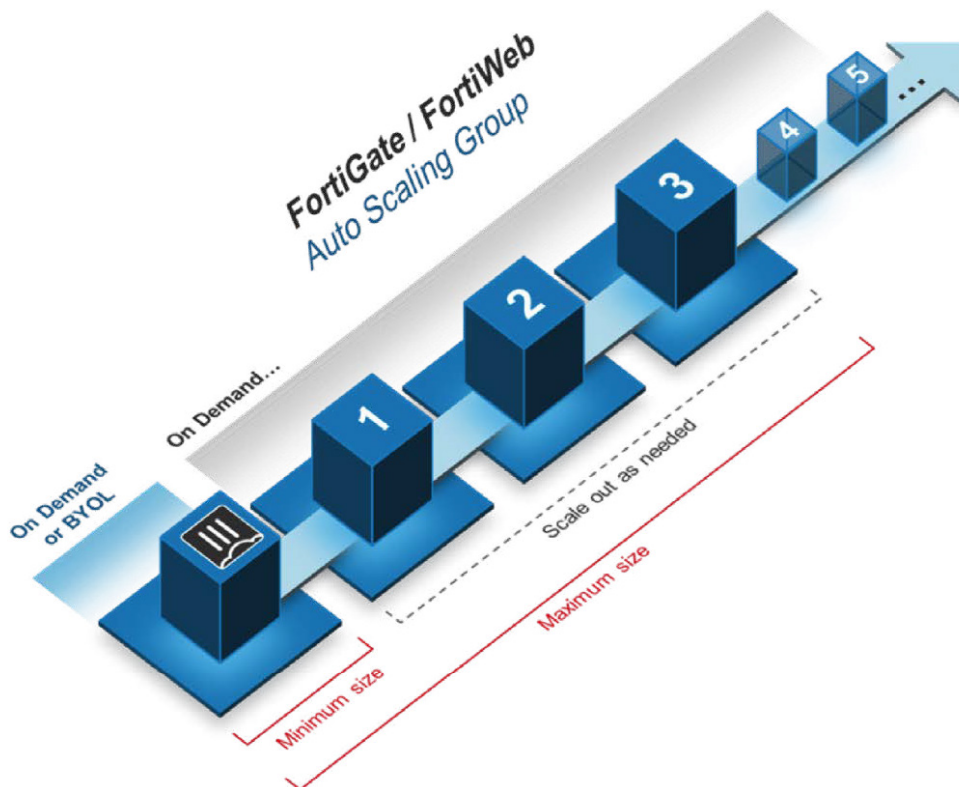 FortiGate / FortiWeb
Auto Scaling Group
On Demand...
On Demand
or BYOL
1
2
3
4
5
...
Scale out as needed
Maximum size
Minimum size